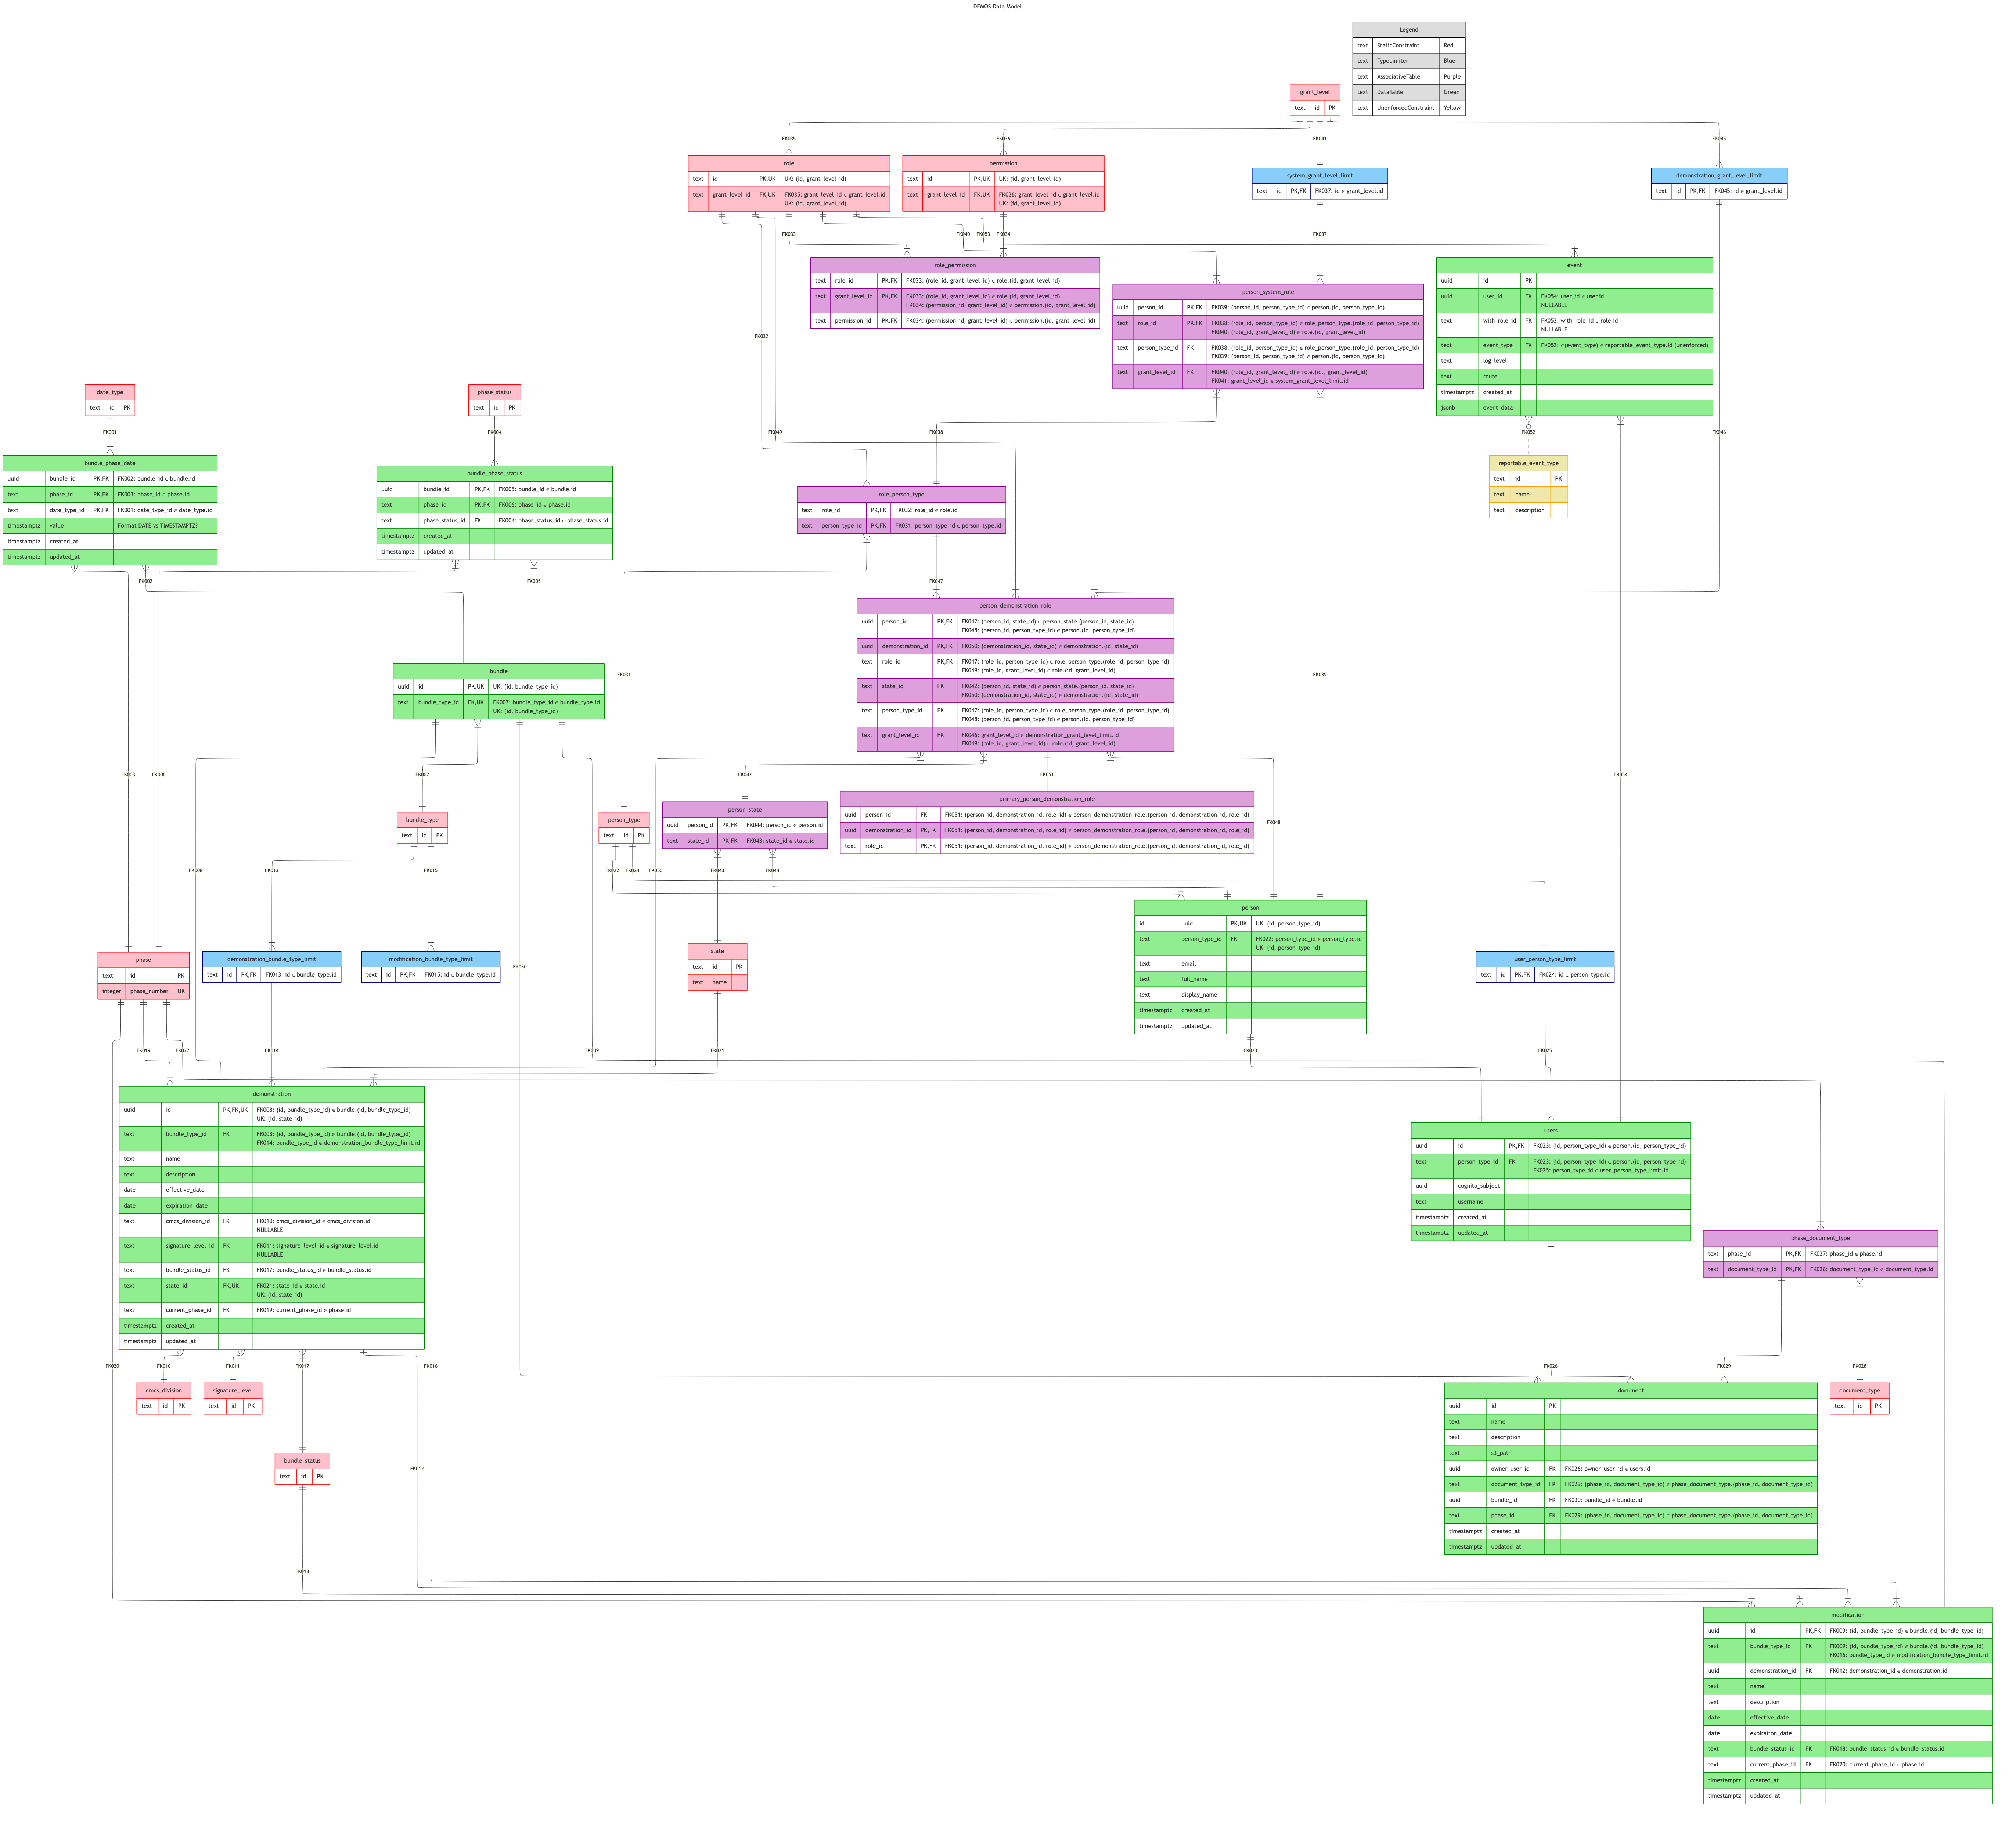 DEMOS Data Model
Legend
text StaticConstraint Red
text TypeLimiter Blue
text AssociativeTable Purple
text DataTable Green
text UnenforcedConstraint Yellow
grant_level
text id PK
FK035
FK036
FK041
FK045
role
text id PK,UK UK: (id, grant_level_id)
text grant_level_id FK,UK FK035: grant_level_id ∈ grant_level.id
UK: (id, grant_level_id)
permission
text id PK,UK UK: (id, grant_level_id)
text grant_level_id FK,UK FK036: grant_level_id ∈ grant_level.id
UK: (id, grant_level_id)
system_grant_level_limit
text id PK,FK FK037: id ∈ grant_level.id
demonstration_grant_level_limit
text id PK,FK FK045: id ∈ grant_level.id
FK033
FK040
FK053
FK034
FK037
role_permission
text role_id PK,FK FK033: (role_id, grant_level_id) ∈ role.(id, grant_level_id)
text grant_level_id PK,FK FK033: (role_id, grant_level_id) ∈ role.(id, grant_level_id)
FK034: (permission_id, grant_level_id) ∈ permission.(id, grant_level_id)
text permission_id PK,FK FK034: (permission_id, grant_level_id) ∈ permission.(id, grant_level_id)
person_system_role
uuid person_id PK,FK FK039: (person_id, person_type_id) ∈ person.(id, person_type_id)
text role_id PK,FK FK038: (role_id, person_type_id) ∈ role_person_type.(role_id, person_type_id)
FK040: (role_id, grant_level_id) ∈ role.(id, grant_level_id)
text person_type_id FK FK038: (role_id, person_type_id) ∈ role_person_type.(role_id, person_type_id)
FK039: (person_id, person_type_id) ∈ person.(id, person_type_id)
text grant_level_id FK FK040: (role_id, grant_level_id) ∈ role.(id., grant_level_id)
FK041: grant_level_id ∈ system_grant_level_limit.id
event
uuid id PK
uuid user_id FK FK054: user_id ∈ user.id
NULLABLE
text with_role_id FK FK053: with_role_id ∈ role.id
NULLABLE
text event_type FK FK052: ◊(event_type) ∈ reportable_event_type.id (unenforced)
text log_level
text route
timestamptz created_at
jsonb event_data
FK032
FK049
FK038
FK052
FK046
date_type
text id PK
FK001
phase_status
text id PK
FK004
bundle_phase_date
uuid bundle_id PK,FK FK002: bundle_id ∈ bundle.id
text phase_id PK,FK FK003: phase_id ∈ phase.id
text date_type_id PK,FK FK001: date_type_id ∈ date_type.id
timestamptz value Format DATE vs TIMESTAMPTZ?
timestamptz created_at
timestamptz updated_at
bundle_phase_status
uuid bundle_id PK,FK FK005: bundle_id ∈ bundle.id
text phase_id PK,FK FK006: phase_id ∈ phase.id
text phase_status_id FK FK004: phase_status_id ∈ phase_status.id
timestamptz created_at
timestamptz updated_at
role_person_type
text role_id PK,FK FK032: role_id ∈ role.id
text person_type_id PK,FK FK031: person_type_id ∈ person_type.id
reportable_event_type
text id PK
text name
text description
FK002
FK005
FK047
person_demonstration_role
uuid person_id PK,FK FK042: (person_id, state_id) ∈ person_state.(person_id, state_id)
FK048: (person_id, person_type_id) ∈ person.(id, person_type_id)
uuid demonstration_id PK,FK FK050: (demonstration_id, state_id) ∈ demonstration.(id, state_id)
text role_id PK,FK FK047: (role_id, person_type_id) ∈ role_person_type.(role_id, person_type_id)
FK049: (role_id, grant_level_id) ∈ role.(id, grant_level_id)
text state_id FK FK042: (person_id, state_id) ∈ person_state.(person_id, state_id)
FK050: (demonstration_id, state_id) ∈ demonstration.(id, state_id)
text person_type_id FK FK047: (role_id, person_type_id) ∈ role_person_type.(role_id, person_type_id)
FK048: (person_id, person_type_id) ∈ person.(id, person_type_id)
text grant_level_id FK FK046: grant_level_id ∈ demonstration_grant_level_limit.id
FK049: (role_id, grant_level_id) ∈ role.(id, grant_level_id)
bundle
uuid id PK,UK UK: (id, bundle_type_id)
text bundle_type_id FK,UK FK007: bundle_type_id ∈ bundle_type.id
UK: (id, bundle_type_id)
FK031
FK039
FK003
FK006
FK007
FK042
FK051
FK054
bundle_type
text id PK
person_type
text id PK
person_state
uuid person_id PK,FK FK044: person_id ∈ person.id
text state_id PK,FK FK043: state_id ∈ state.id
primary_person_demonstration_role
uuid person_id FK FK051: (person_id, demonstration_id, role_id) ∈ person_demonstration_role.(person_id, demonstration_id, role_id)
uuid demonstration_id PK,FK FK051: (person_id, demonstration_id, role_id) ∈ person_demonstration_role.(person_id, demonstration_id, role_id)
text role_id PK,FK FK051: (person_id, demonstration_id, role_id) ∈ person_demonstration_role.(person_id, demonstration_id, role_id)
FK048
FK008
FK013
FK015
FK022
FK024
FK050
FK043
FK044
person
id uuid PK,UK UK: (id, person_type_id)
text person_type_id FK FK022: person_type_id ∈ person_type.id
UK: (id, person_type_id)
text email
text full_name
text display_name
timestamptz created_at
timestamptz updated_at
phase
text id PK
integer phase_number UK
demonstration_bundle_type_limit
text id PK,FK FK013: id ∈ bundle_type.id
modification_bundle_type_limit
text id PK,FK FK015: id ∈ bundle_type.id
FK030
state
text id PK
text name
user_person_type_limit
text id PK,FK FK024: id ∈ person_type.id
FK019
FK027
FK014
FK009
FK021
FK023
FK025
demonstration
uuid id PK,FK,UK FK008: (id, bundle_type_id) ∈ bundle.(id, bundle_type_id)
UK: (id, state_id)
text bundle_type_id FK FK008: (id, bundle_type_id) ∈ bundle.(id, bundle_type_id)
FK014: bundle_type_id ∈ demonstration_bundle_type_limit.id
text name
text description
date effective_date
date expiration_date
text cmcs_division_id FK FK010: cmcs_division_id ∈ cmcs_division.id
NULLABLE
text signature_level_id FK FK011: signature_level_id ∈ signature_level.id
NULLABLE
text bundle_status_id FK FK017: bundle_status_id ∈ bundle_status.id
text state_id FK,UK FK021: state_id ∈ state.id
UK: (id, state_id)
text current_phase_id FK FK019: current_phase_id ∈ phase.id
timestamptz created_at
timestamptz updated_at
users
uuid id PK,FK FK023: (id, person_type_id) ∈ person.(id, person_type_id)
text person_type_id FK FK023: (id, person_type_id) ∈ person.(id, person_type_id)
FK025: person_type_id ∈ user_person_type_limit.id
uuid cognito_subject
text username
timestamptz created_at
timestamptz updated_at
phase_document_type
text phase_id PK,FK FK027: phase_id ∈ phase.id
text document_type_id PK,FK FK028: document_type_id ∈ document_type.id
FK020
FK010
FK011
FK017
FK016
FK026
FK029
FK028
cmcs_division
text id PK
signature_level
text id PK
document
uuid id PK
text name
text description
text s3_path
uuid owner_user_id FK FK026: owner_user_id ∈ users.id
text document_type_id FK FK029: (phase_id, document_type_id) ∈ phase_document_type.(phase_id, document_type_id)
uuid bundle_id FK FK030: bundle_id ∈ bundle.id
text phase_id FK FK029: (phase_id, document_type_id) ∈ phase_document_type.(phase_id, document_type_id)
timestamptz created_at
timestamptz updated_at
document_type
text id PK
bundle_status
text id PK
FK012
FK018
modification
uuid id PK,FK FK009: (id, bundle_type_id) ∈ bundle.(id, bundle_type_id)
text bundle_type_id FK FK009: (id, bundle_type_id) ∈ bundle.(id, bundle_type_id)
FK016: bundle_type_id ∈ modification_bundle_type_limit.id
uuid demonstration_id FK FK012: demonstration_id ∈ demonstration.id
text name
text description
date effective_date
date expiration_date
text bundle_status_id FK FK018: bundle_status_id ∈ bundle_status.id
text current_phase_id FK FK020: current_phase_id ∈ phase.id
timestamptz created_at
timestamptz updated_at